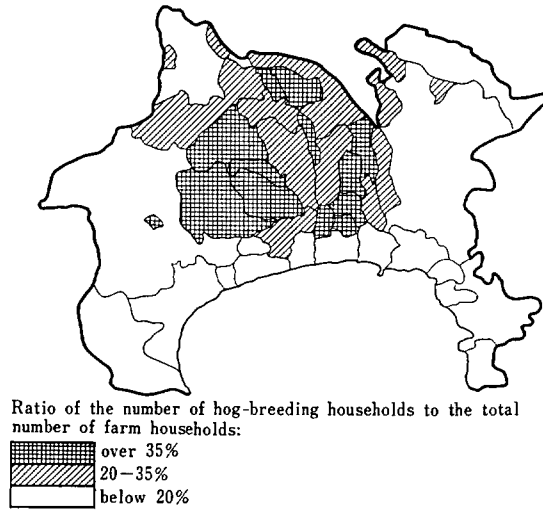 Ratio of the number of hog-breeding households to the total
number of farm households:
over 35%
20—35%
below 20%